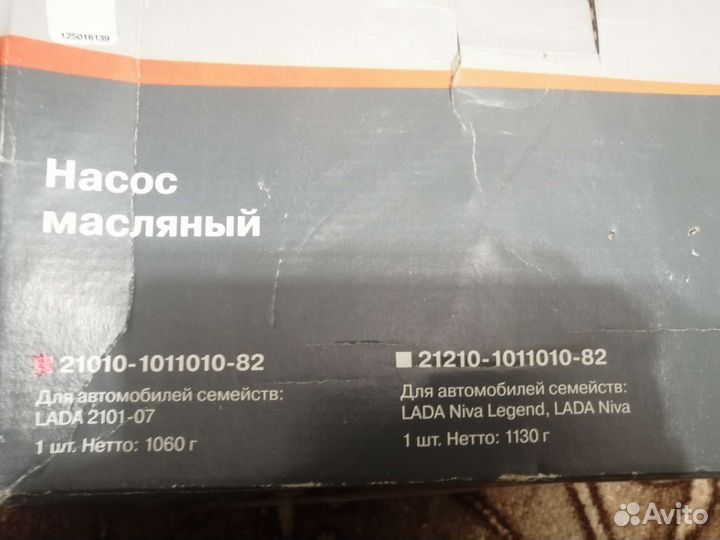 125016139
Насос
масляный
21010-1011010-82
Для автомобилей семейств:
LADA 2101-07
1 шт. Нетто: 1060 г
21210-1011010-82
Для автомобилей семейств:
LADA Niva Legend, LADA Niva
1 шт. Нетто: 1130 г
Avito